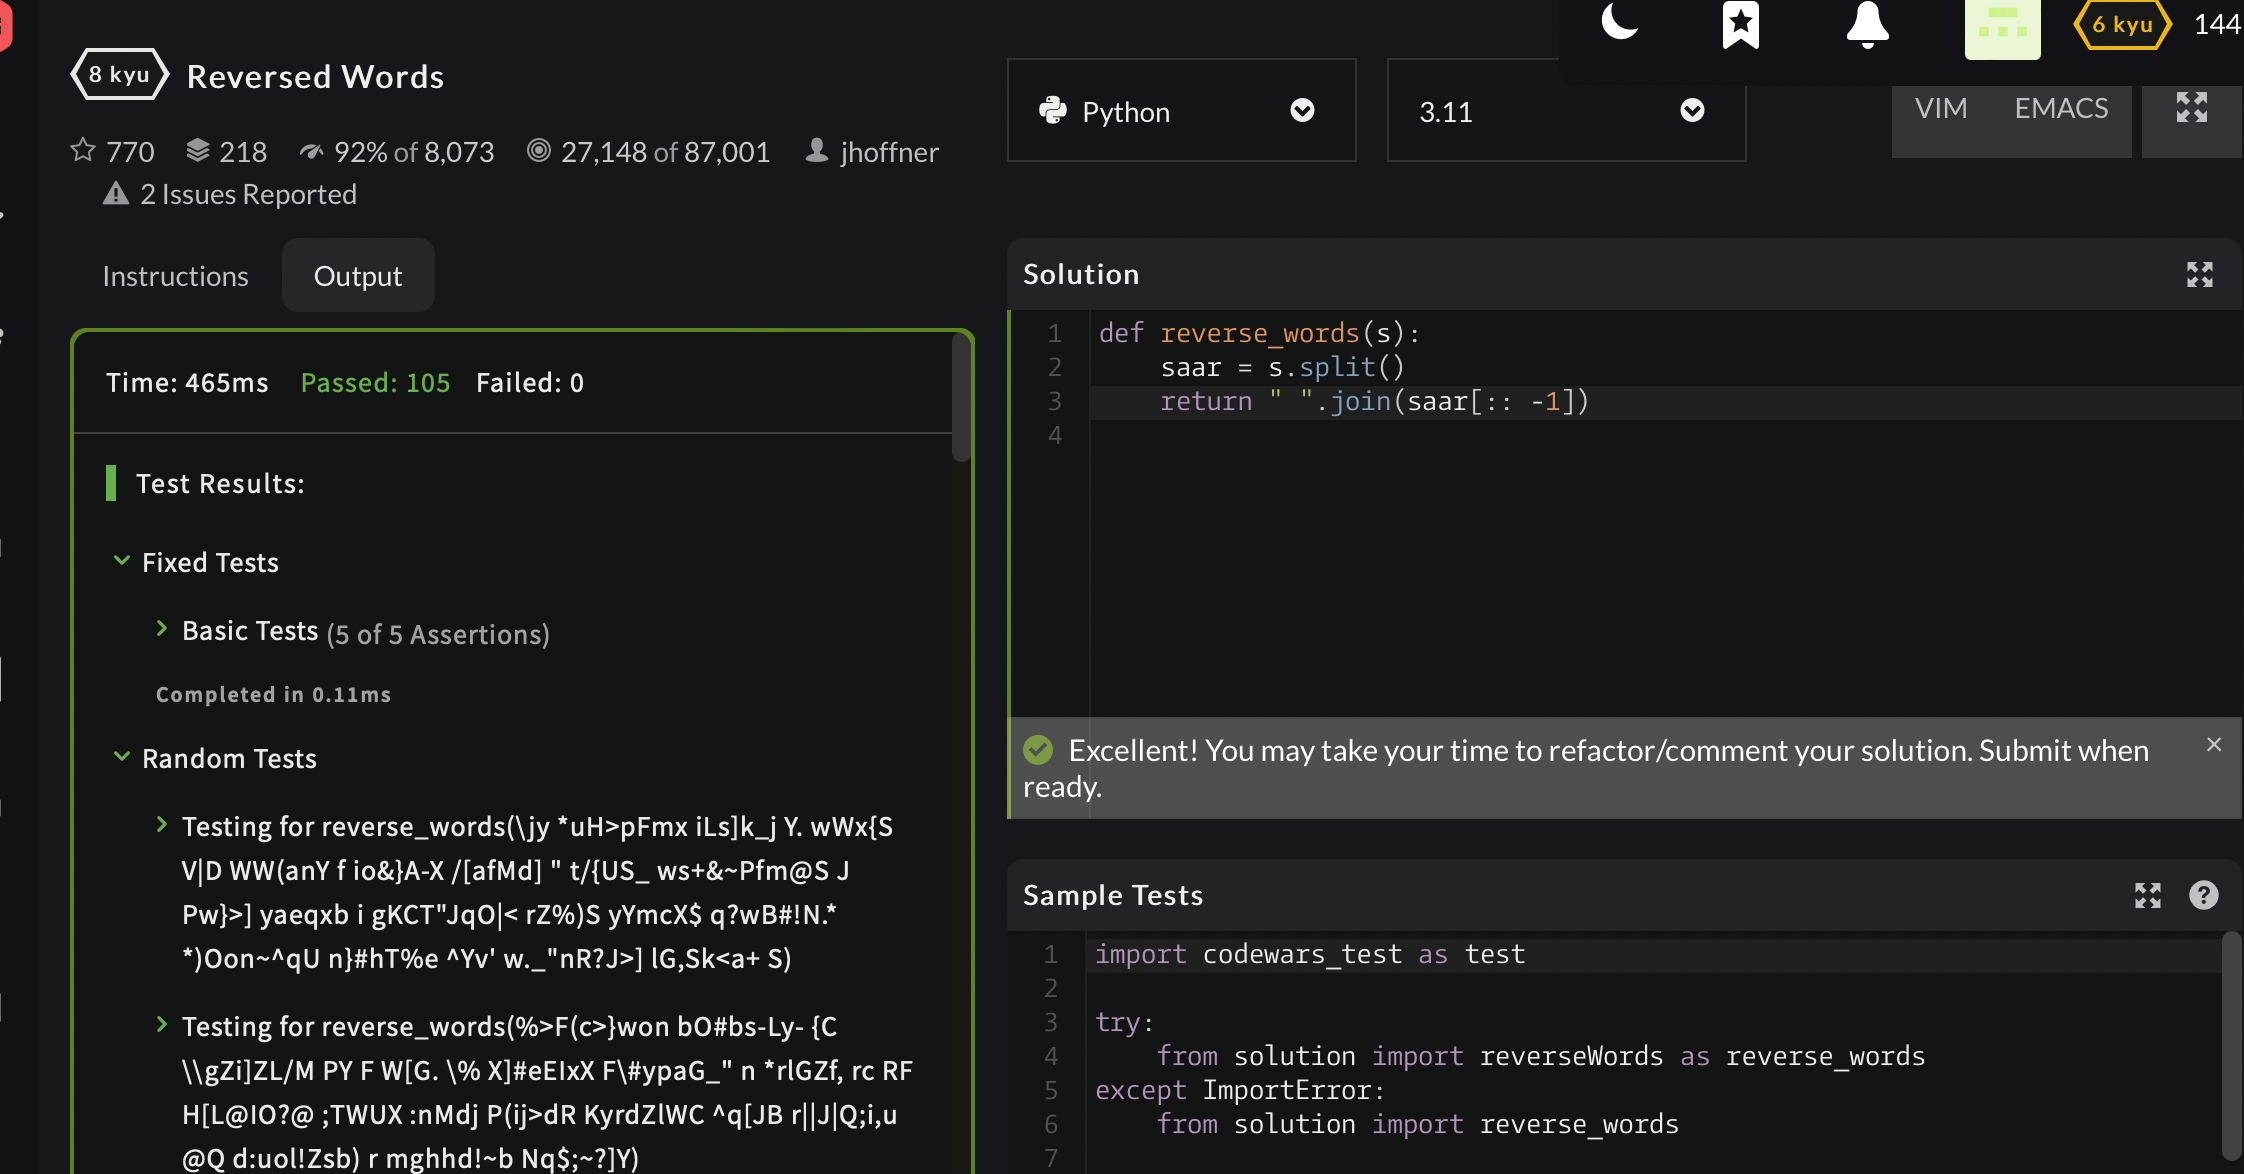 8 kyu Reversed Words
770 218 92% of 8,073 27,148 of 87,001 jhoffner
2 Issues Reported
Instructions Output
Time: 465ms Passed: 105 Failed: 0
Test Results:
Fixed Tests
Basic Tests (5 of 5 Assertions)
Completed in 0.11ms
Random Tests
Testing for reverse_words(\jy *uH>pFmx iLs]k_j Y. wWx{S
V|D WW(anY f io&}A-X /[afMd] " t/{US_ ws+&~Pfm@S J
Pw}>] yaeqxb i gKCT"JqO|< rZ%)S yYmcX$ q?wB#!N.*
*)Oon~^qU n}#hT%e ^Yv' w._"nR?J>] lG,Sk<a+ S)
Testing for reverse_words(%>F(c>}won bO#bs-Ly- {C
\\gZi]ZL/M PY F W[G. \% X]#eEIxX F\#ypaG_" n *rlGZf, rc RF
H[L@IO?@ ;TWUX :nMdj P(ij>dR KyrdZlWC ^q[JB r||J|Q;i,u
@Q d:uol!Zsb) r mghhd!~b Nq$;~?]Y)
6 kyu 144
Python 3.11 VIM EMACS
Solution
1 def reverse_words(s):
2 saar = s.split()
3 return " ".join(saar[:: -1])
4
Excellent! You may take your time to refactor/comment your solution. Submit when
ready.
Sample Tests
1 import codewars_test as test
2
3 try:
4 from solution import reverseWords as reverse_words
5 except ImportError:
6 from solution import reverse_words
7